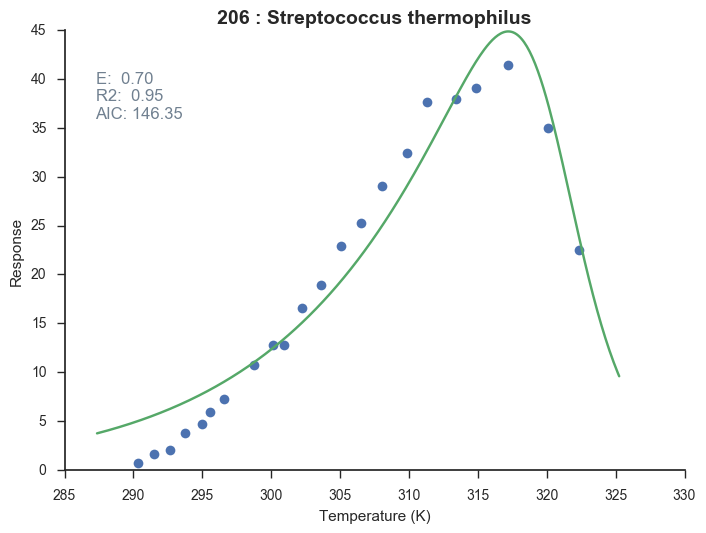 206 : Streptococcus thermophilus
E:  0.70
R2:  0.95
AIC: 146.35
Response
45
40
35
30
25
20
15
10
5
0
285 290 295 300 305 310 315 320 325 330
Temperature (K)